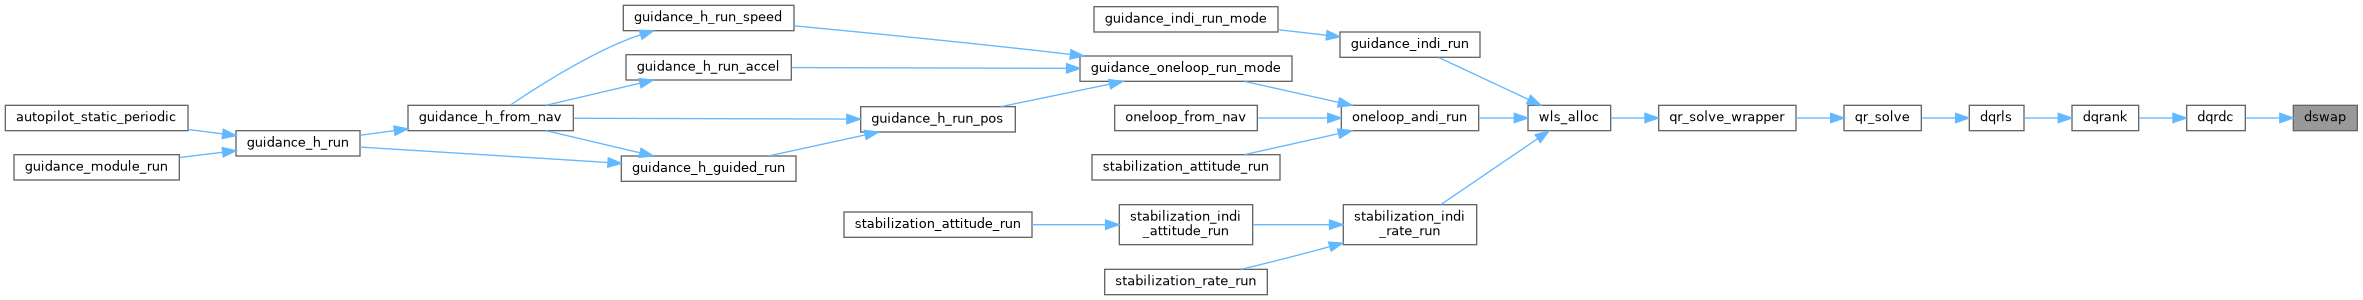 guidance_h_run_speed
guidance_indi_run_mode
guidance_indi_run
guidance_h_run_accel
guidance_oneloop_run_mode
autopilot_static_periodic
guidance_h_from_nav
guidance_h_run_pos
oneloop_from_nav
oneloop_andi_run
wls_alloc
qr_solve_wrapper
qr_solve
dqrls
dqrank
dqrdc
dswap
guidance_h_run
guidance_module_run
guidance_h_guided_run
stabilization_attitude_run
stabilization_attitude_run
stabilization_indi
_attitude_run
stabilization_indi
_rate_run
stabilization_rate_run